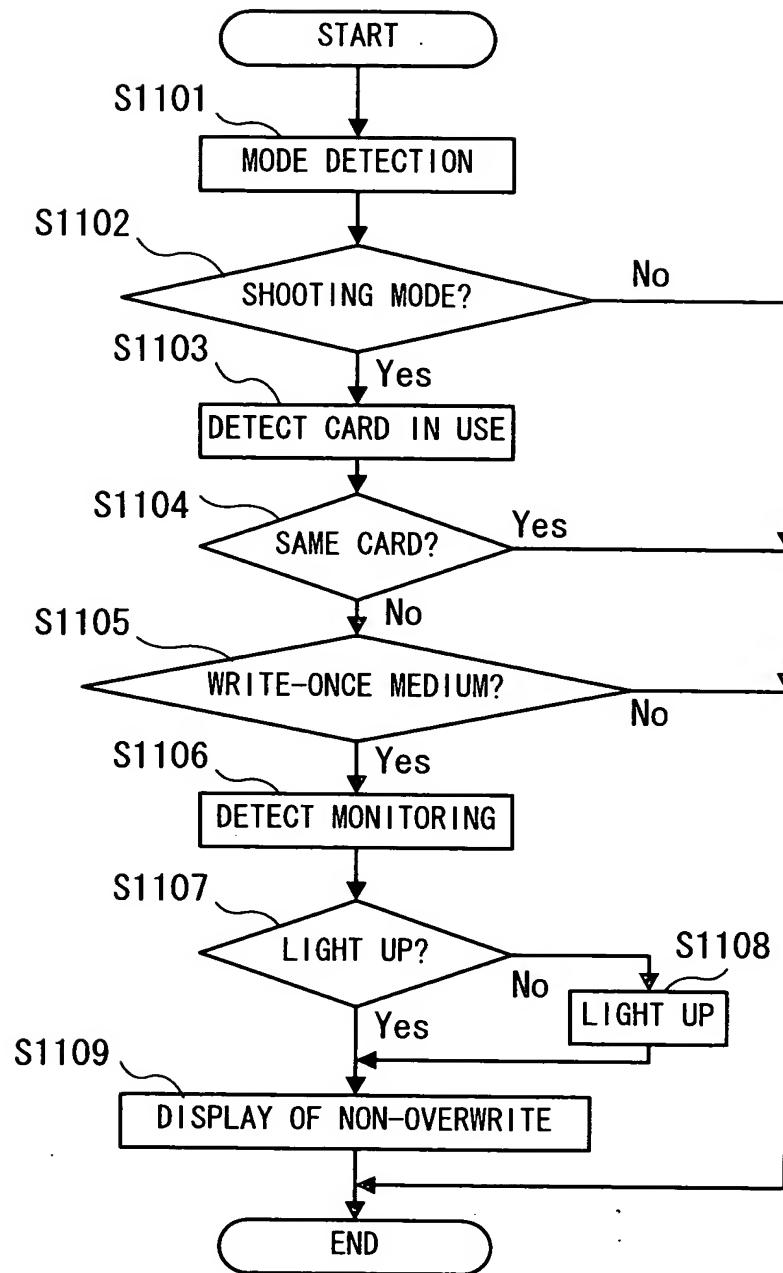 START
S1101
MODE DETECTION
S1102
SHOOTING MODE?
No
S1103
Yes
DETECT CARD IN USE
S1104
SAME CARD?
Yes
No
S1105
WRITE-ONCE MEDIUM?
No
S1106
Yes
DETECT MONITORING
S1107
LIGHT UP?
No
S1108
LIGHT UP
Yes
S1109
DISPLAY OF NON-OVERWRITE
END